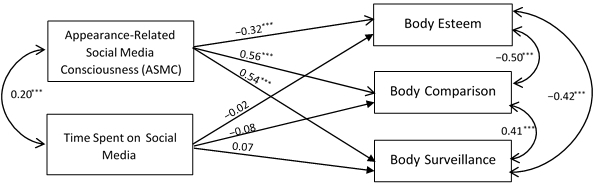 Appearance-Related
Social Media
Consciousness (ASMC)
Time Spent on Social
Media
0.20***
−0.32***
0.56***
0.54***
−0.02
−0.08
0.07
Body Esteem
Body Comparison
Body Surveillance
−0.50***
0.41***
−0.42***